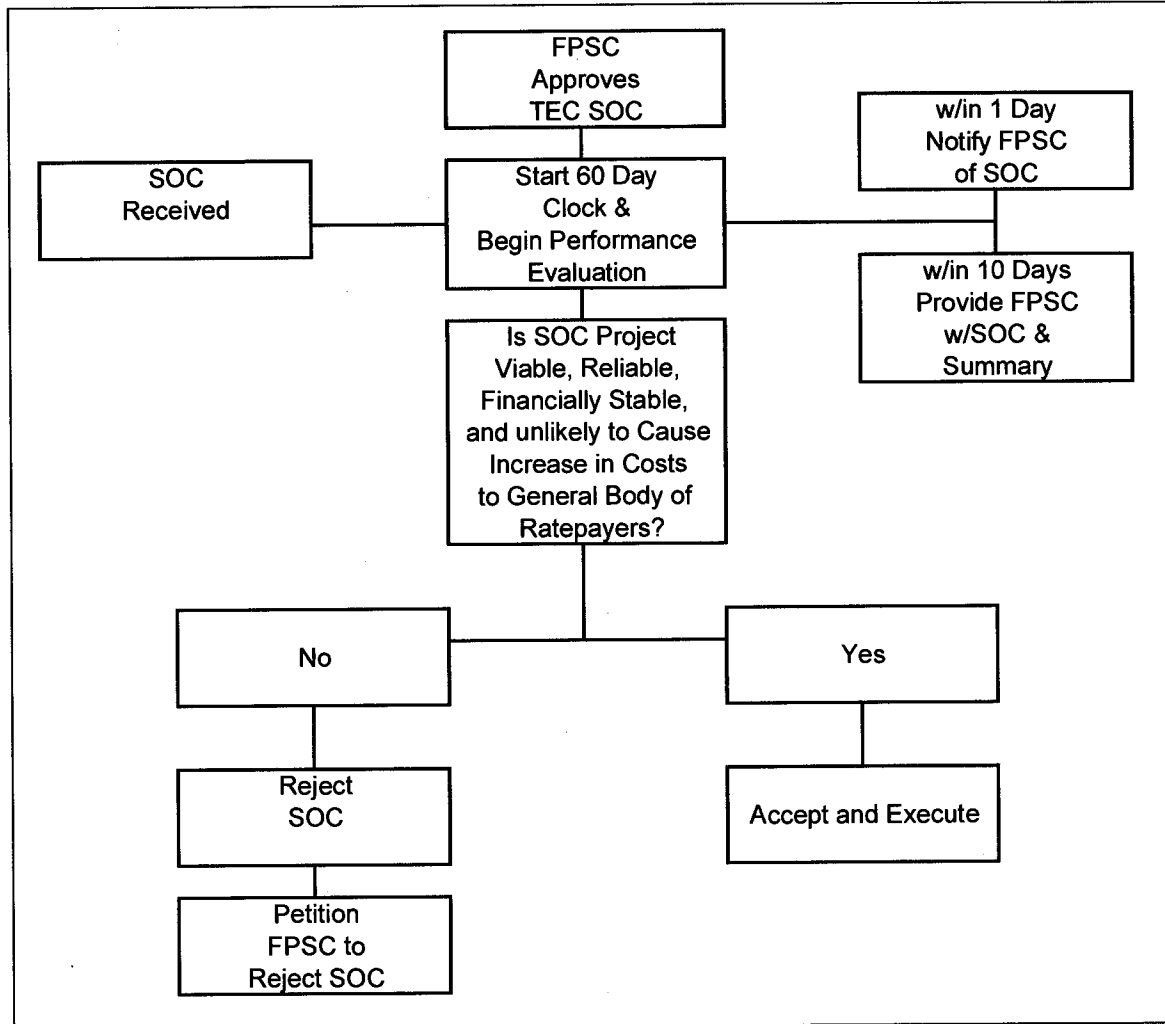 FPSC
Approves
TEC SOC
w/in 1 Day
Notify FPSC
of SOC
SOC
Received
Start 60 Day
Clock &
Begin Performance
Evaluation
w/in 10 Days
Provide FPSC
w/SOC &
Summary
Is SOC Project
Viable, Reliable,
Financially Stable,
and unlikely to Cause
Increase in Costs
to General Body of
Ratepayers?
No
Yes
Reject
SOC
Accept and Execute
Petition
FPSC to
Reject SOC